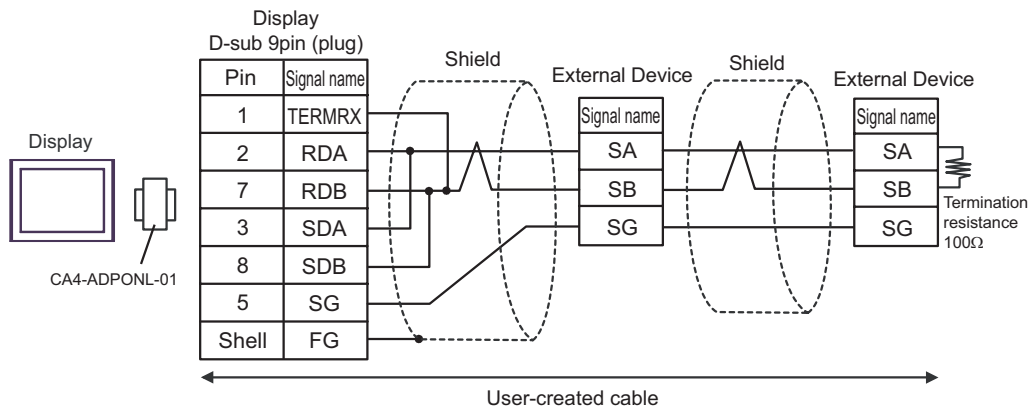 Display
D-sub 9pin (plug)
Shield
External Device
Shield
External Device
Display
CA4-ADPONL-01
Pin Signal name
1 TERMRX
2 RDA
7 RDB
3 SDA
8 SDB
5 SG
Shell FG
Signal name
SA
SB
SG
Signal name
SA
SB
SG
Termination
resistance
100Ω
User-created cable